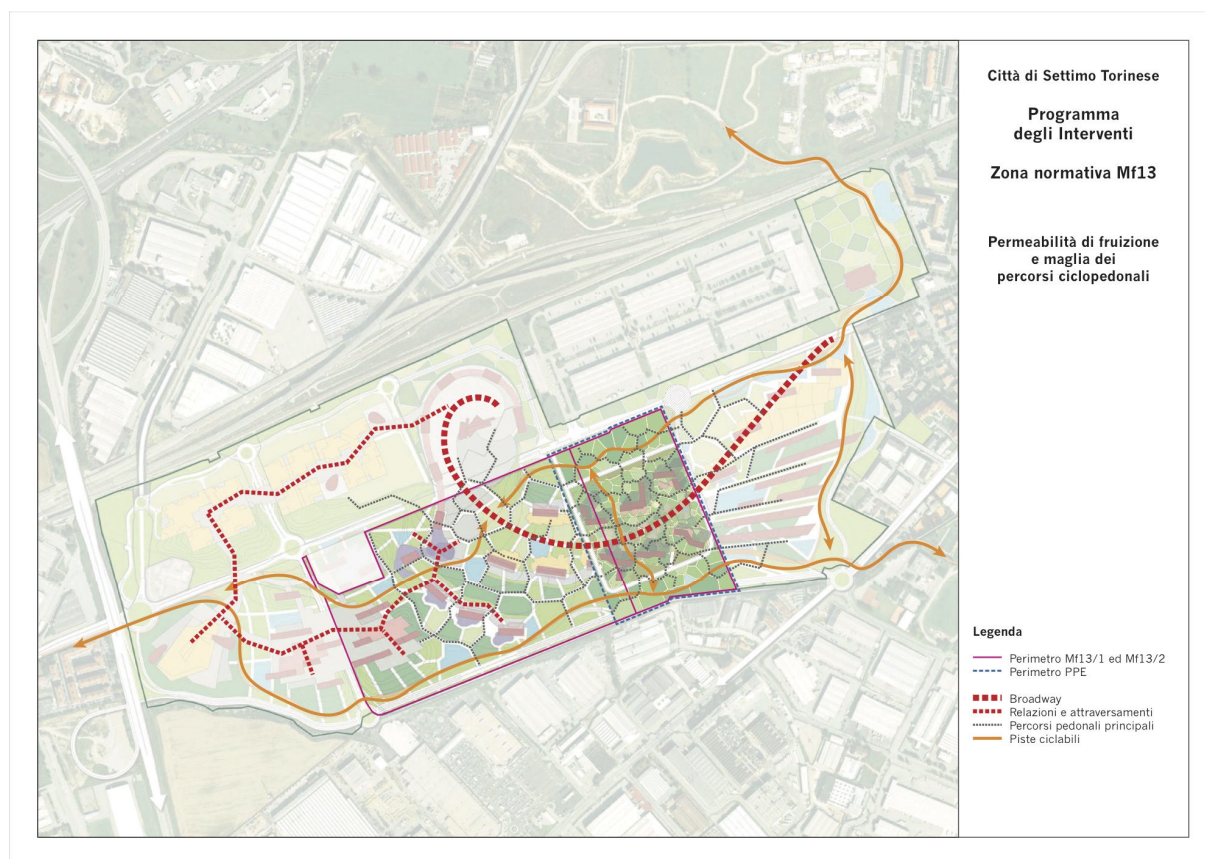 Città di Settimo Torinese
Programma
degli Interventi
Zona normativa Mf13
Permeabilità di fruizione
e maglia dei
percorsi ciclopedonali
Legenda
Perimetro Mf13/1 ed Mf13/2
Perimetro PPE
Broadway
Relazioni e attraversamenti
Percorsi pedonali principali
Piste ciclabili